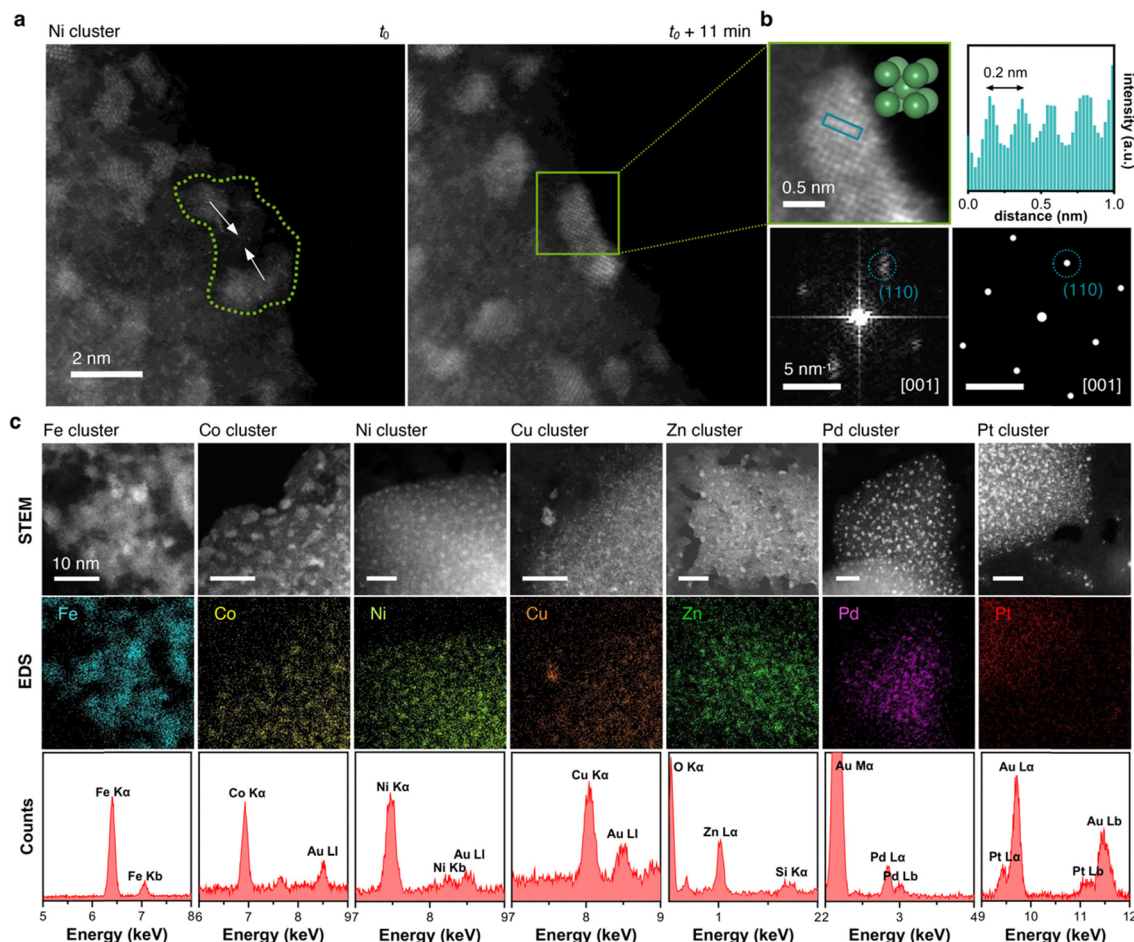 a
Ni cluster
t0
t0 + 11 min
2 nm
b
0.5 nm
0.2 nm
intensity (a.u.)
0.0 0.5 1.0
distance (nm)
(110)
5 nm-1
[001]
(110)
[001]
c
Fe cluster Co cluster Ni cluster Cu cluster Zn cluster Pd cluster Pt cluster
STEM
10 nm
EDS
Fe Co Ni Cu Zn Pd Pt
Counts
Fe Kα
Fe Kb
5 6 7 8
Energy (keV)
Co Kα
Au Ll
6 7 8 9
Energy (keV)
Ni Kα
Ni Kb
Au Ll
7 8 9
Energy (keV)
Cu Kα
Au Ll
7 8 9
Energy (keV)
O Kα
Zn Lα
Si Kα
1 2
Energy (keV)
Au Mα
Pd Lα
Pd Lb
2 3 4
Energy (keV)
Au Lα
Pt Lα
Au Lb
Pt Lb
9 10 11 12
Energy (keV)